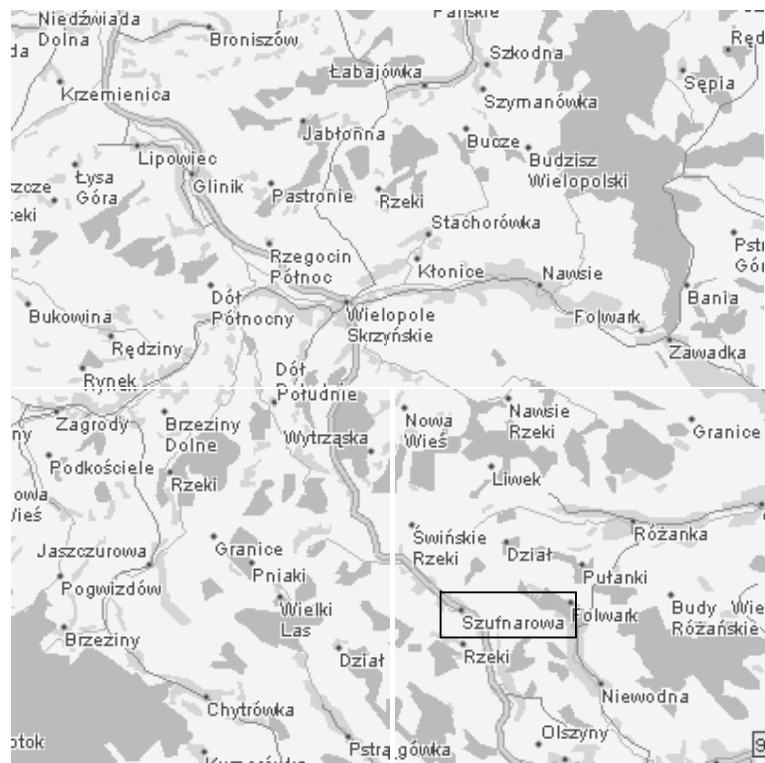 Niedźwiada
Dolna
Broniszów
Pańskie
Szkodna
Łabajówka
Sępia
Krzemienica
Szymanówka
Jabłonna
Bucze
Lipowiec
Budzisz
Wielopolski
Łysa
Góra
Glinik
Pastronie
Rzeki
Stachorówka
Rzegocin
Północ
Kłonice
Nawsie
Dół
Północny
Bania
Bukowina
Wielopole
Skrzyńskie
Folwark
Rędziny
Zawadka
Rynek
Dół
Południe
Zagrody
Brzeziny
Dolne
Nowa
Wieś
Nawsie
Rzeki
Granice
Wytrząska
Podkościele
Rzeki
Liwek
Świńskie
Rzeki
Różanka
Jaszczurowa
Granice
Dział
Pniaki
Pogwizdów
Pułanki
Wielki
Las
Szufnarowa
Folwark
Budy
Różańskie
Brzeziny
Dział
Rzeki
Niewodna
Chytrówka
Olszyny
9